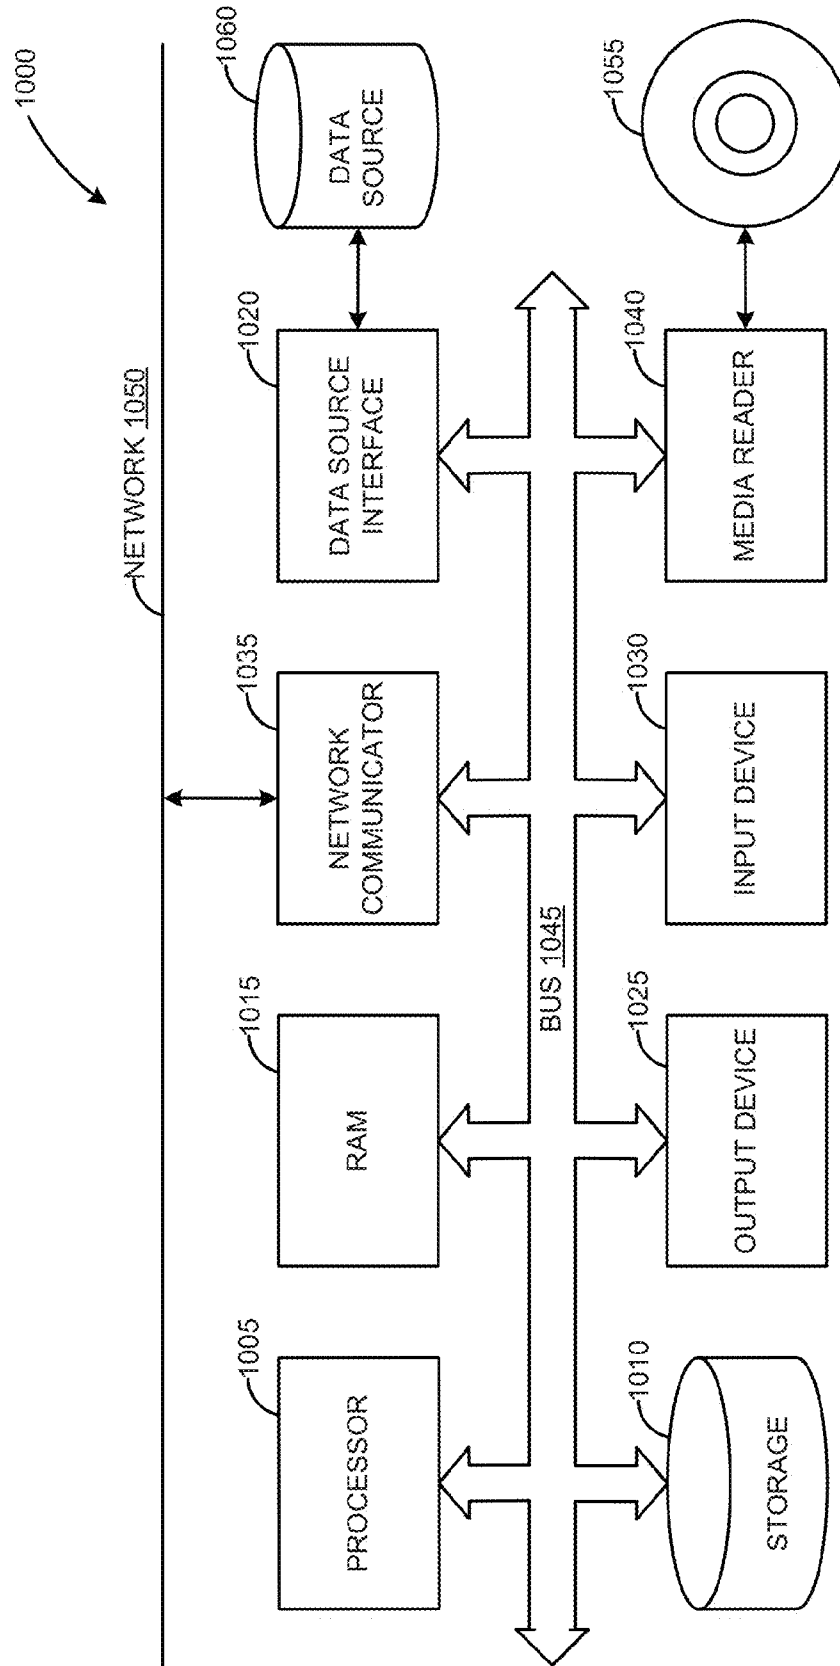 1000
NETWORK 1050
PROCESSOR
1005
RAM
1015
NETWORK
COMMUNICATOR
1035
DATA SOURCE
INTERFACE
1020
DATA
SOURCE
1060
BUS 1045
STORAGE
1010
OUTPUT DEVICE
1025
INPUT DEVICE
1030
MEDIA READER
1040
1055